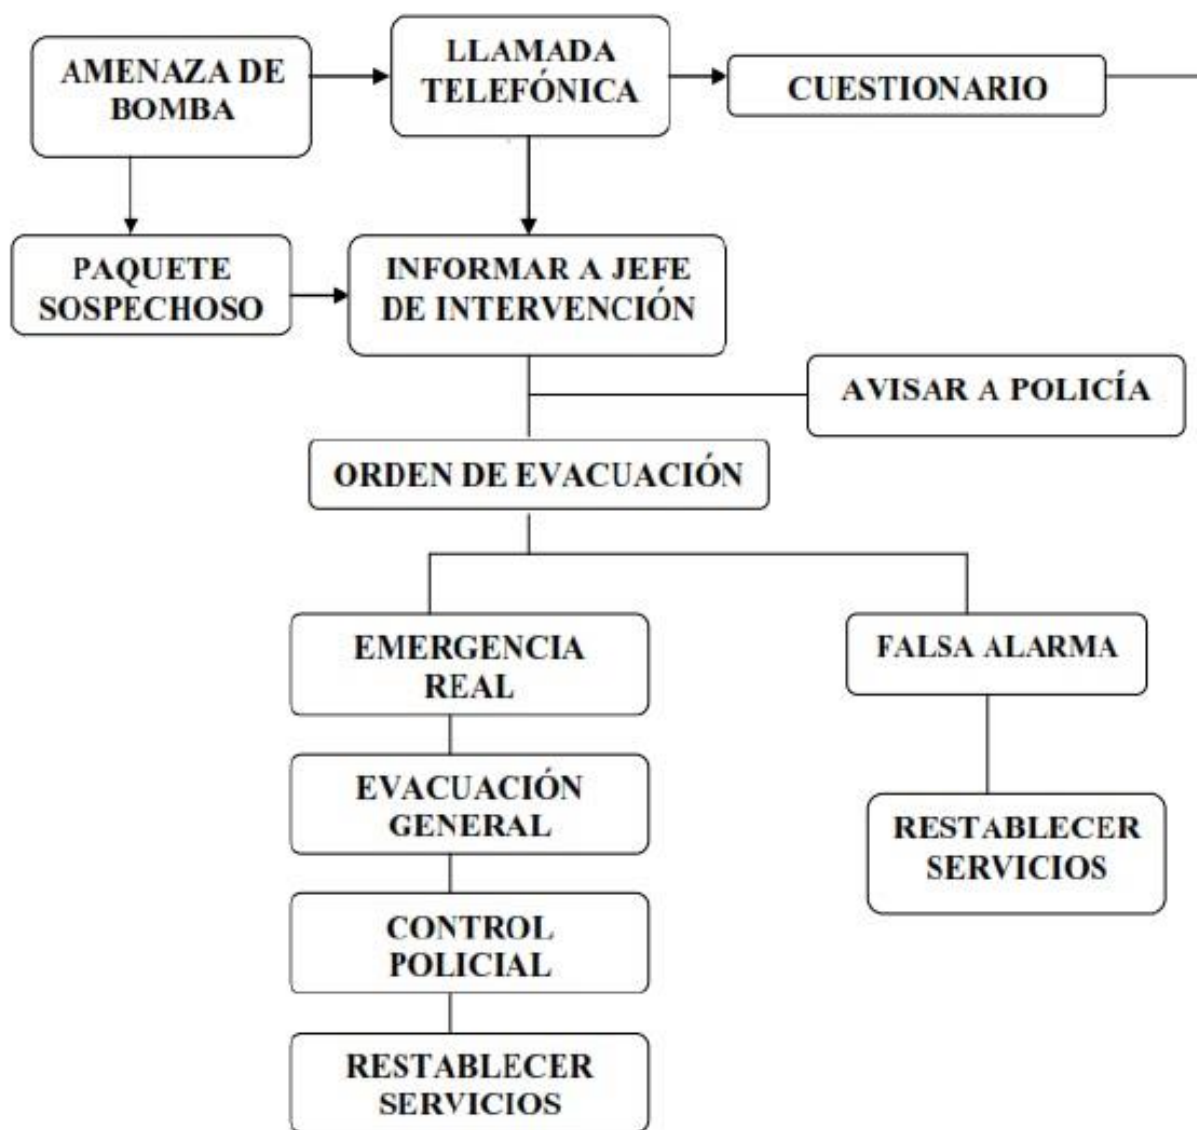 AMENAZA DE
BOMBA
LLAMADA
TELEFÓNICA
CUESTIONARIO
PAQUETE
SOSPECHOSO
INFORMAR A JEFE
DE INTERVENCIÓN
AVISAR A POLICÍA
ORDEN DE EVACUACIÓN
EMERGENCIA
REAL
FALSA ALARMA
EVACUACIÓN
GENERAL
RESTABLECER
SERVICIOS
CONTROL
POLICIAL
RESTABLECER
SERVICIOS